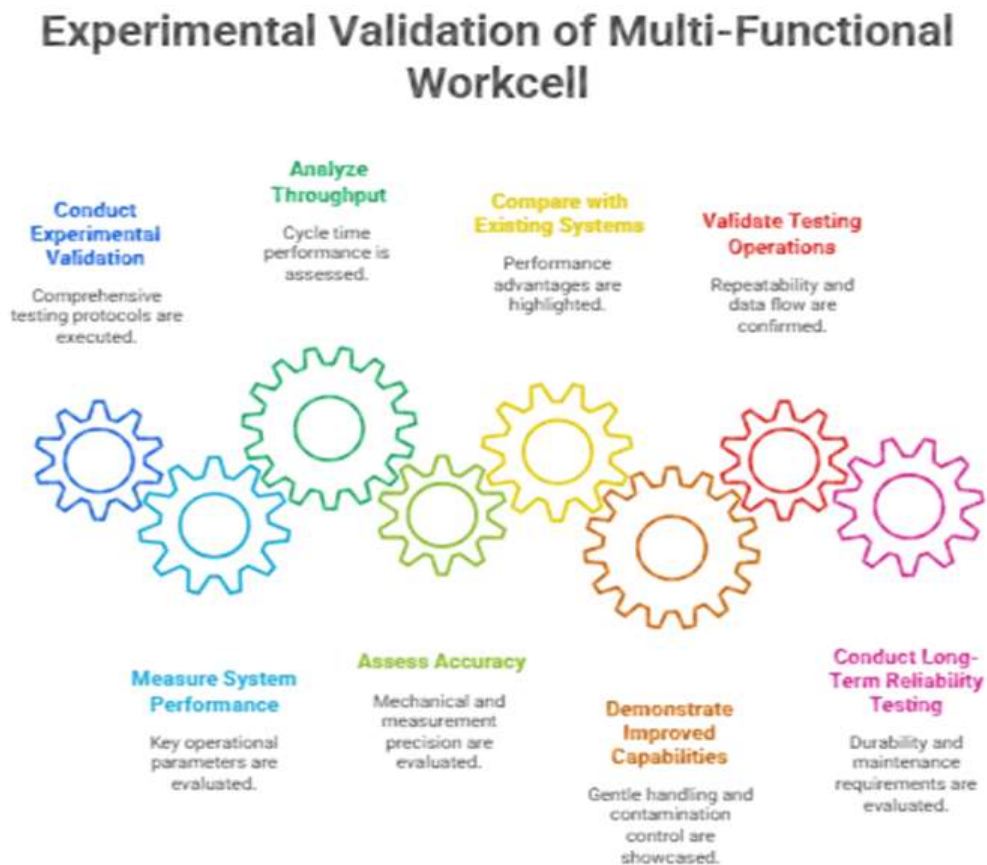 Experimental Validation of Multi-Functional
Workcell
Conduct
Experimental
Validation
Comprehensive
testing protocols are
executed.
Measure System
Performance
Key operational
parameters are
evaluated.
Analyze
Throughput
Cycle time
performance is
assessed.
Assess Accuracy
Mechanical and
measurement
precision are
evaluated.
Compare with
Existing Systems
Performance
advantages are
highlighted.
Demonstrate
Improved
Capabilities
Gentle handling and
contamination
control are
showcased.
Validate Testing
Operations
Repeatability and
data flow are
confirmed.
Conduct Long-
Term Reliability
Testing
Durability and
maintenance
requirements are
evaluated.